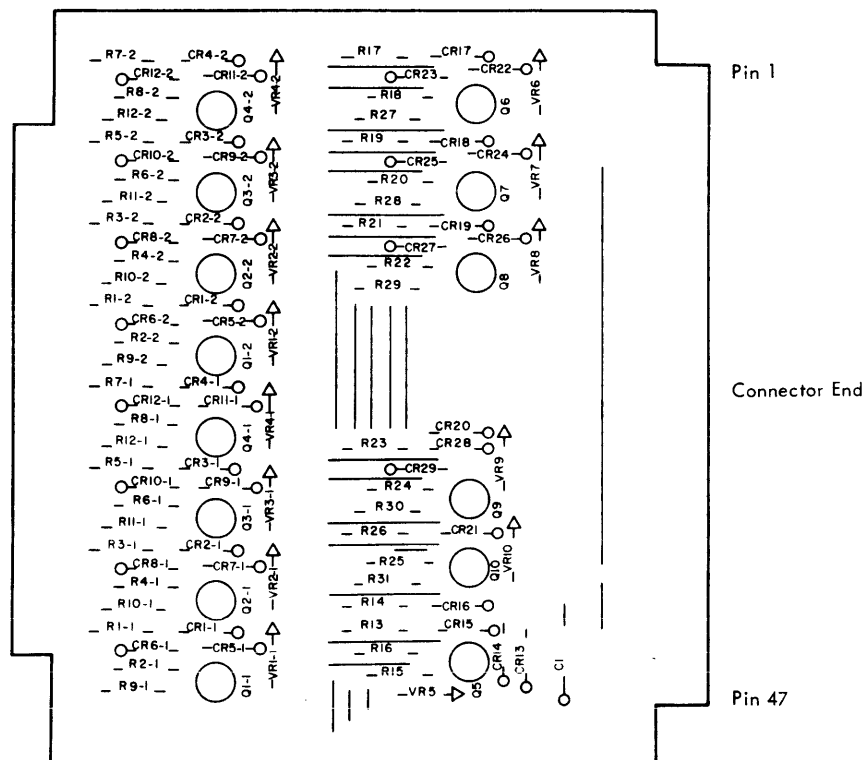 R7-2 CR4-2 R17 CR17
CR12-2 CR11-2 VR4-2 CR23 CR22 VR6 Pin 1
R8-2 Q4-2 R18 Q6
R12-2 R27
R5-2 CR3-2 R19 CR18
CR10-2 CR9-2 VR3-2 CR25 CR24 VR7
R6-2 Q3-2 R20 Q7
R11-2 R28
R3-2 CR2-2 R21 CR19
CR8-2 CR7-2 VR2-2 CR27 CR26 VR8
R4-2 Q2-2 R22 Q8
R10-2 R29
R1-2 CR1-2
CR6-2 CR5-2 VR1-2
R2-2 Q1-2
R9-2
R7-1 CR4-1 Connector End
CR12-1 CR11-1 VR4-1
R8-1 Q4-1 CR20
R12-1 R23 CR28 VR9
R5-1 CR3-1 CR29
CR10-1 CR9-1 VR3-1 R24
R6-1 Q3-1 R30 Q9
R11-1 R26 CR21
R3-1 CR2-1 VR10
CR8-1 CR7-1 VR2-1 R25 Q10
R4-1 R31
R10-1 Q2-1 R14 CR16
R1-1 CR1-1 R13 CR15
CR6-1 CR5-1 VR1-1 R16 CR14 CR13 C1
R2-1 Q1-1 R15 Q5
R9-1 VR5 Pin 47